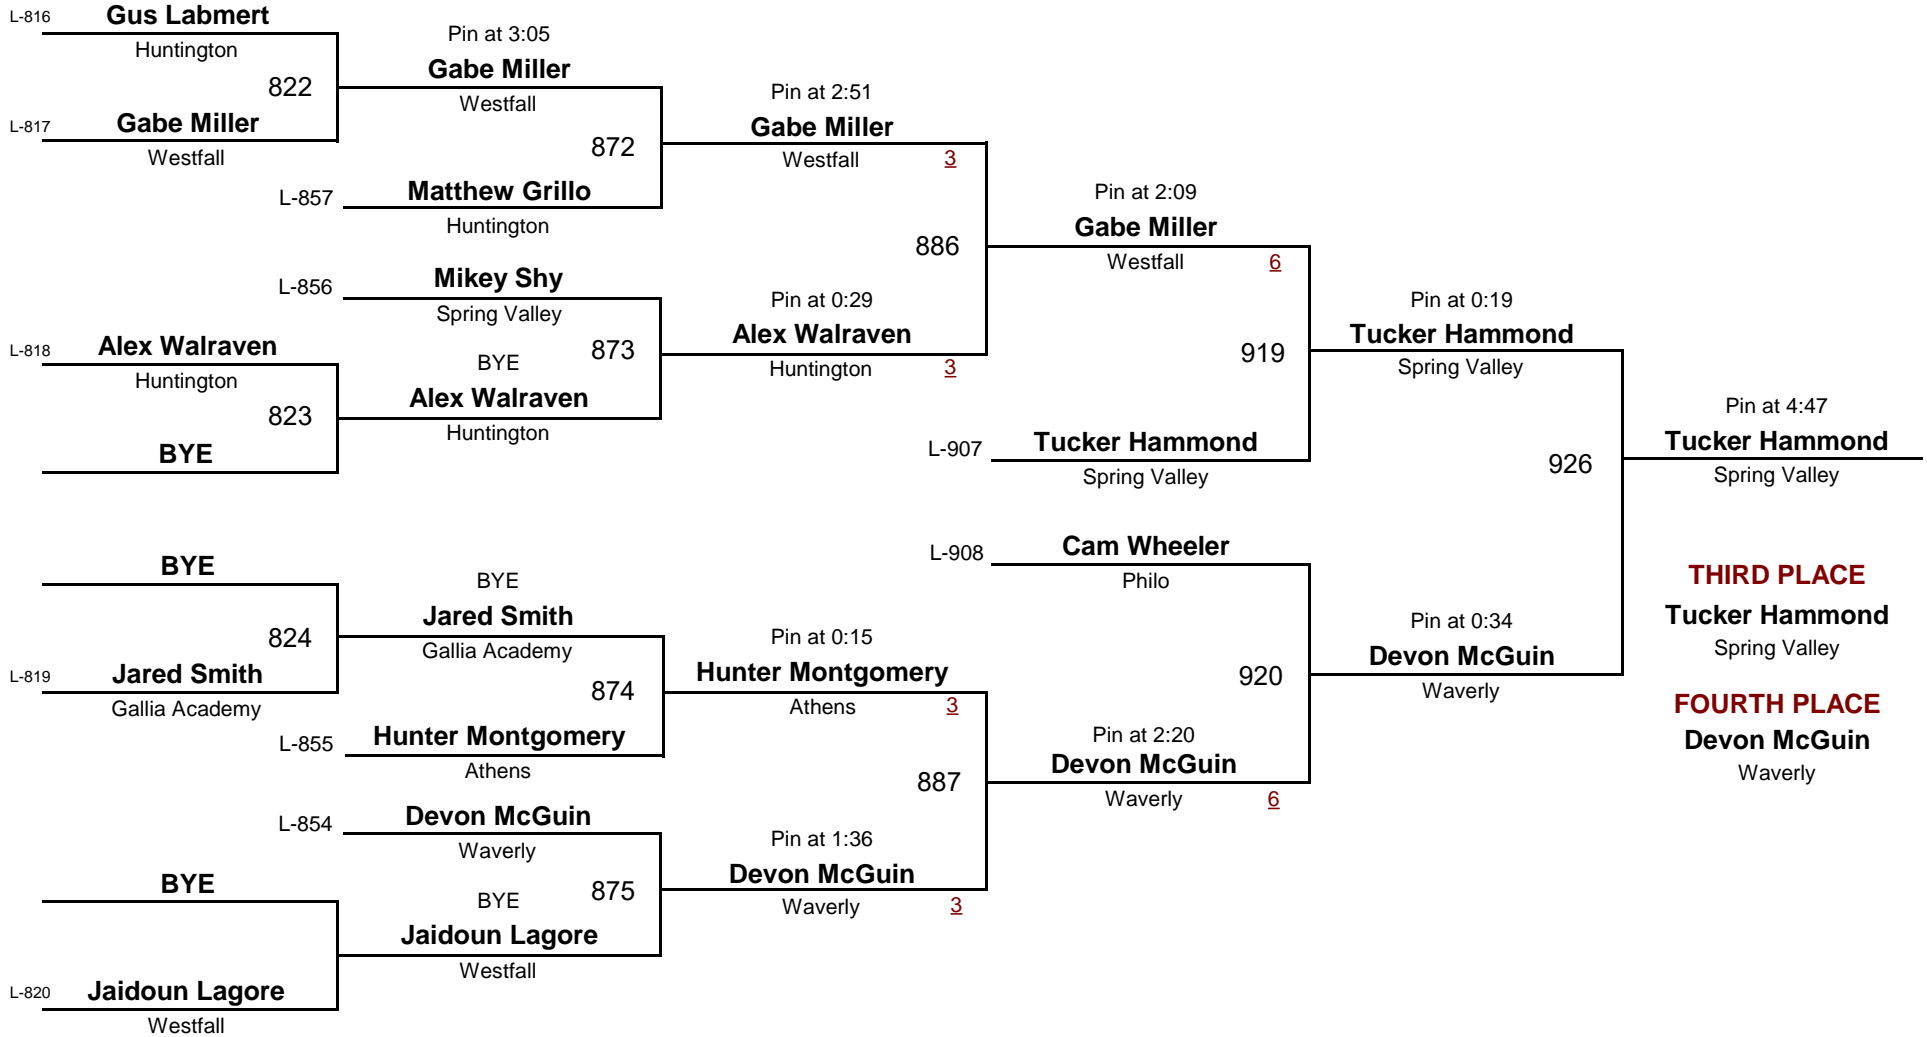 L-816
Gus Labmert
Huntington
822
L-817
Gabe Miller
Westfall
Pin at 3:05
Gabe Miller
Westfall
872
L-857
Matthew Grillo
Huntington
Pin at 2:51
Gabe Miller
Westfall
3
886
L-856
Mikey Shy
Spring Valley
873
L-818
Alex Walraven
Huntington
823
BYE
BYE
Alex Walraven
Huntington
Pin at 0:29
Alex Walraven
Huntington
3
Pin at 2:09
Gabe Miller
Westfall
6
919
L-907
Tucker Hammond
Spring Valley
Pin at 0:19
Tucker Hammond
Spring Valley
926
Pin at 4:47
Tucker Hammond
Spring Valley
BYE
824
L-819
Jared Smith
Gallia Academy
BYE
Jared Smith
Gallia Academy
874
L-855
Hunter Montgomery
Athens
Pin at 0:15
Hunter Montgomery
Athens
3
887
L-854
Devon McGuin
Waverly
875
BYE
L-820
Jaidoun Lagore
Westfall
BYE
Jaidoun Lagore
Westfall
Pin at 1:36
Devon McGuin
Waverly
3
L-908
Cam Wheeler
Philo
920
Pin at 2:20
Devon McGuin
Waverly
6
Pin at 0:34
Devon McGuin
Waverly
THIRD PLACE
Tucker Hammond
Spring Valley
FOURTH PLACE
Devon McGuin
Waverly